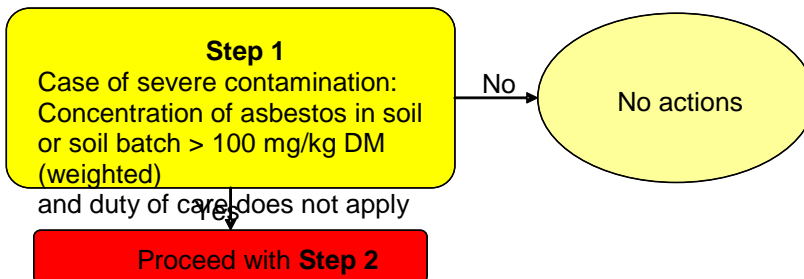 Step 1
Case of severe contamination:
Concentration of asbestos in soil
or soil batch > 100 mg/kg DM
(weighted)
and duty of care does not apply
No
No actions
Yes
Proceed with Step 2